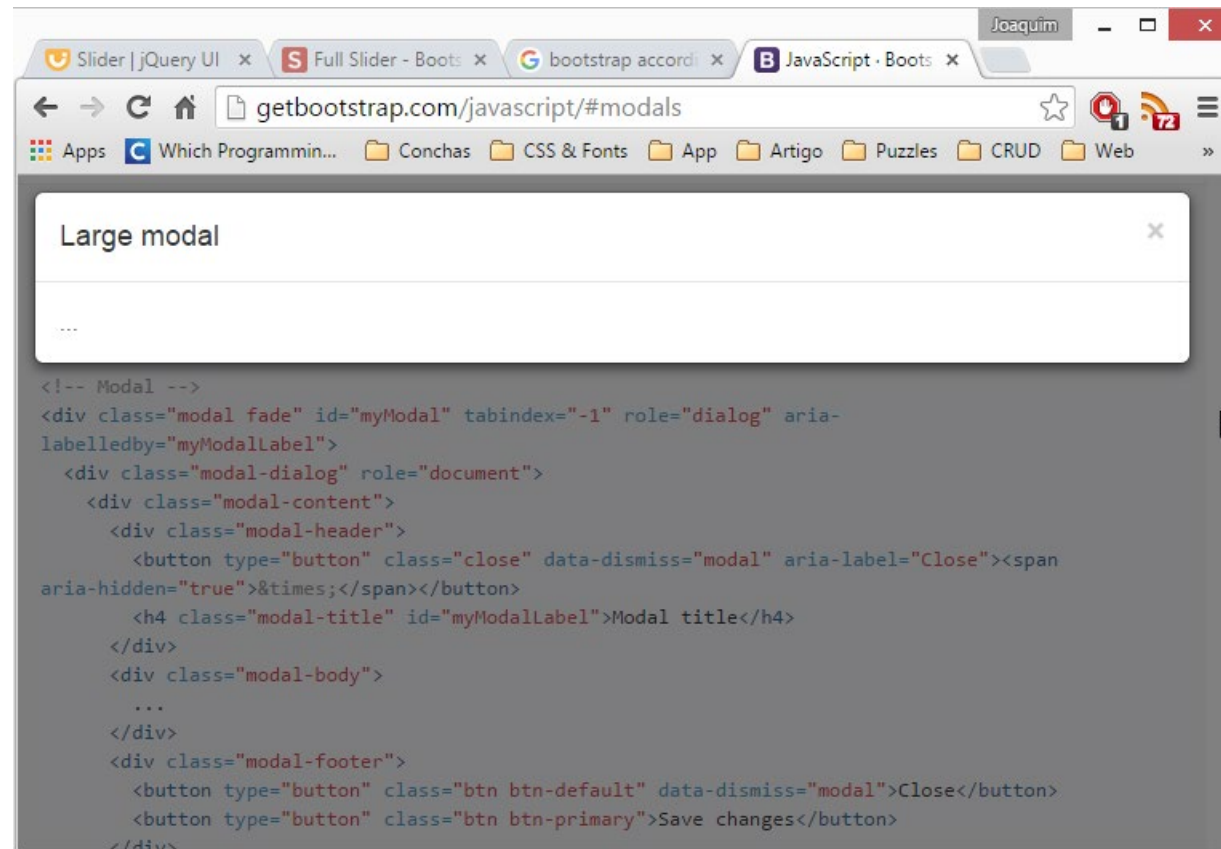 Joaquim
Slider | jQuery UI
Full Slider - Boots
bootstrap accordi
JavaScript · Boots
getbootstrap.com/javascript/#modals
1
72
Apps
Which Programmin...
Conchas
CSS & Fonts
App
Artigo
Puzzles
CRUD
Web
»
Large modal
×
...
<!-- Modal -->
<div class="modal fade" id="myModal" tabindex="-1" role="dialog" aria-
labelledby="myModalLabel">
<div class="modal-dialog" role="document">
<div class="modal-content">
<div class="modal-header">
<button type="button" class="close" data-dismiss="modal" aria-label="Close"><span
aria-hidden="true">&times;</span></button>
<h4 class="modal-title" id="myModalLabel">Modal title</h4>
</div>
<div class="modal-body">
...
</div>
<div class="modal-footer">
<button type="button" class="btn btn-default" data-dismiss="modal">Close</button>
<button type="button" class="btn btn-primary">Save changes</button>
</div>